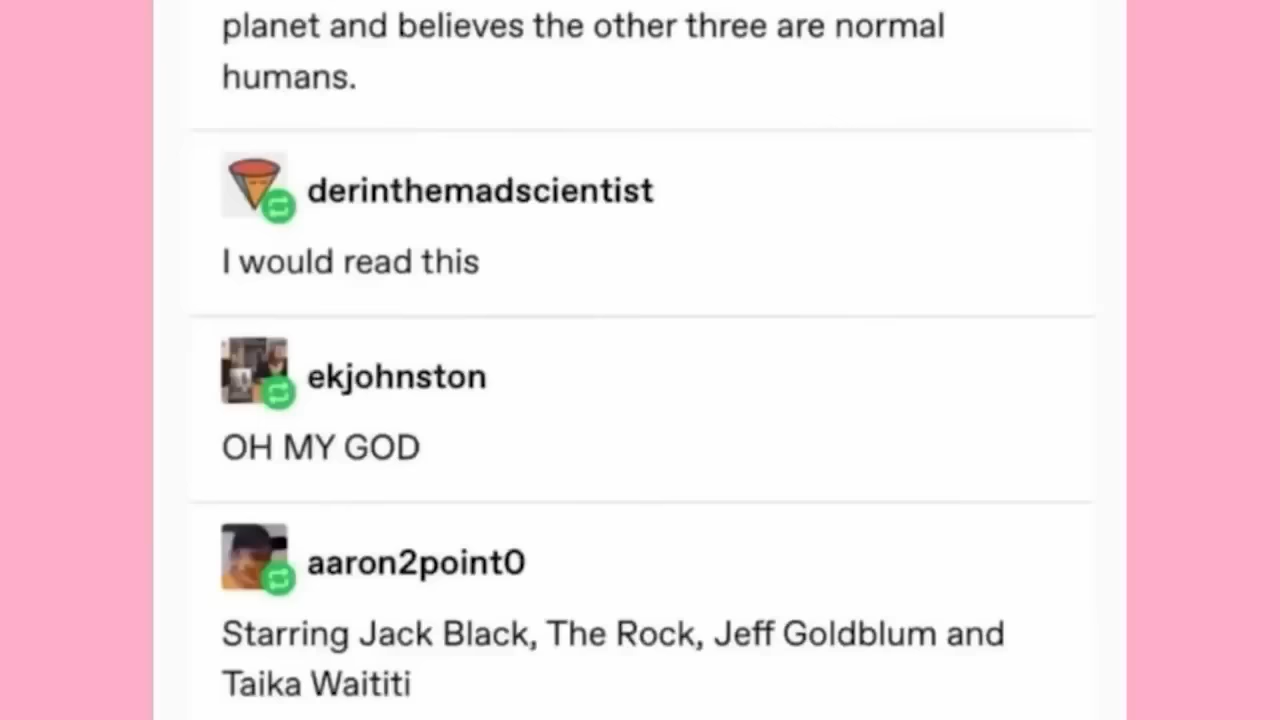 planet and believes the other three are normal
humans.
derinthemadscientist
I would read this
ekjohnston
OH MY GOD
aaron2point0
Starring Jack Black, The Rock, Jeff Goldblum and
Taika Waititi